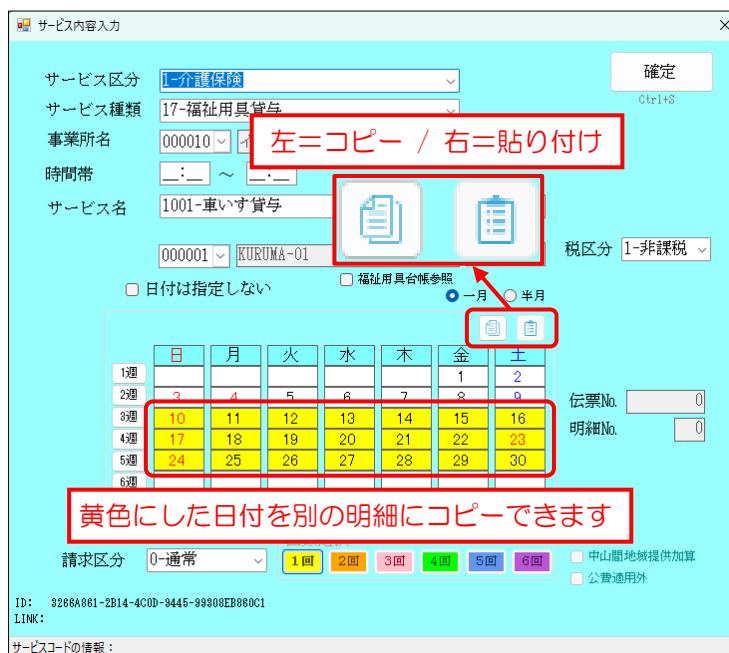 サービス内容入力
サービス区分 1-介護保険
確定
Ctrl+S
サービス種類 17-福祉用具貸与
事業所名 000010
左=コピー / 右=貼り付け
時間帯 __:__ ~ __:__
サービス名 1001-車いす貸与
000001 KURUMA-01
税区分 1-非課税
福祉用具台帳参照
日付は指定しない
一月 半月
日 月 火 水 木 金 土
1週 1 2
2週 3 4 5 6 7 8 9
3週 10 11 12 13 14 15 16
4週 17 18 19 20 21 22 23
5週 24 25 26 27 28 29 30
6週
伝票No. 0
明細No. 0
黄色にした日付を別の明細にコピーできます
請求区分 0-通常
1回 2回 3回 4回 5回 6回
中山間地域提供加算
公費適用外
ID: 3266A861-2B14-4C0D-9445-99308EB860C1
LINK:
サービスコードの情報：